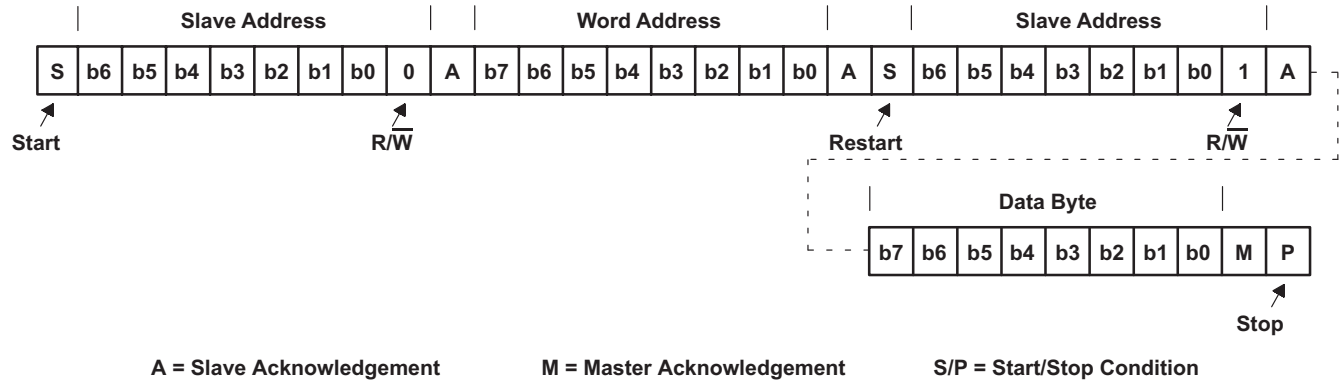 Slave Address Word Address Slave Address
S b6 b5 b4 b3 b2 b1 b0 0 A b7 b6 b5 b4 b3 b2 b1 b0 A S b6 b5 b4 b3 b2 b1 b0 1 A
Start R/W̅ Restart R/W̅
Data Byte
b7 b6 b5 b4 b3 b2 b1 b0 M P
Stop
A = Slave Acknowledgement M = Master Acknowledgement S/P = Start/Stop Condition